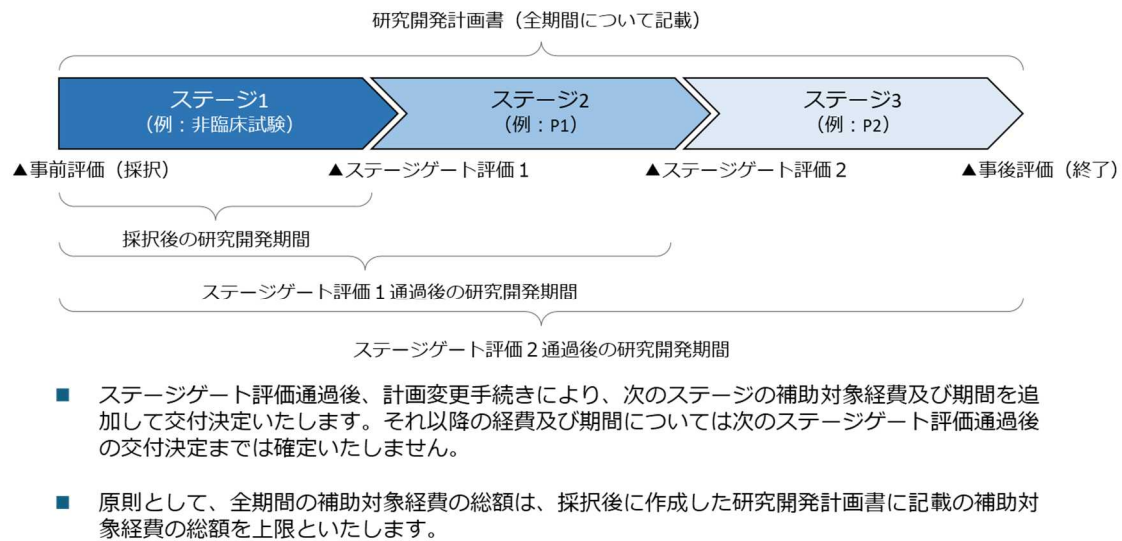 研究開発計画書（全期間について記載）
ステージ1
（例：非臨床試験）
ステージ2
（例：P1）
ステージ3
（例：P2）
▲事前評価（採択）
▲ステージゲート評価１
▲ステージゲート評価２
▲事後評価（終了）
採択後の研究開発期間
ステージゲート評価１通過後の研究開発期間
ステージゲート評価２通過後の研究開発期間
■ ステージゲート評価通過後、計画変更手続きにより、次のステージの補助対象経費及び期間を追
加して交付決定いたします。それ以降の経費及び期間については次のステージゲート評価通過後
の交付決定までは確定いたしません。
■ 原則として、全期間の補助対象経費の総額は、採択後に作成した研究開発計画書に記載の補助対
象経費の総額を上限といたします。